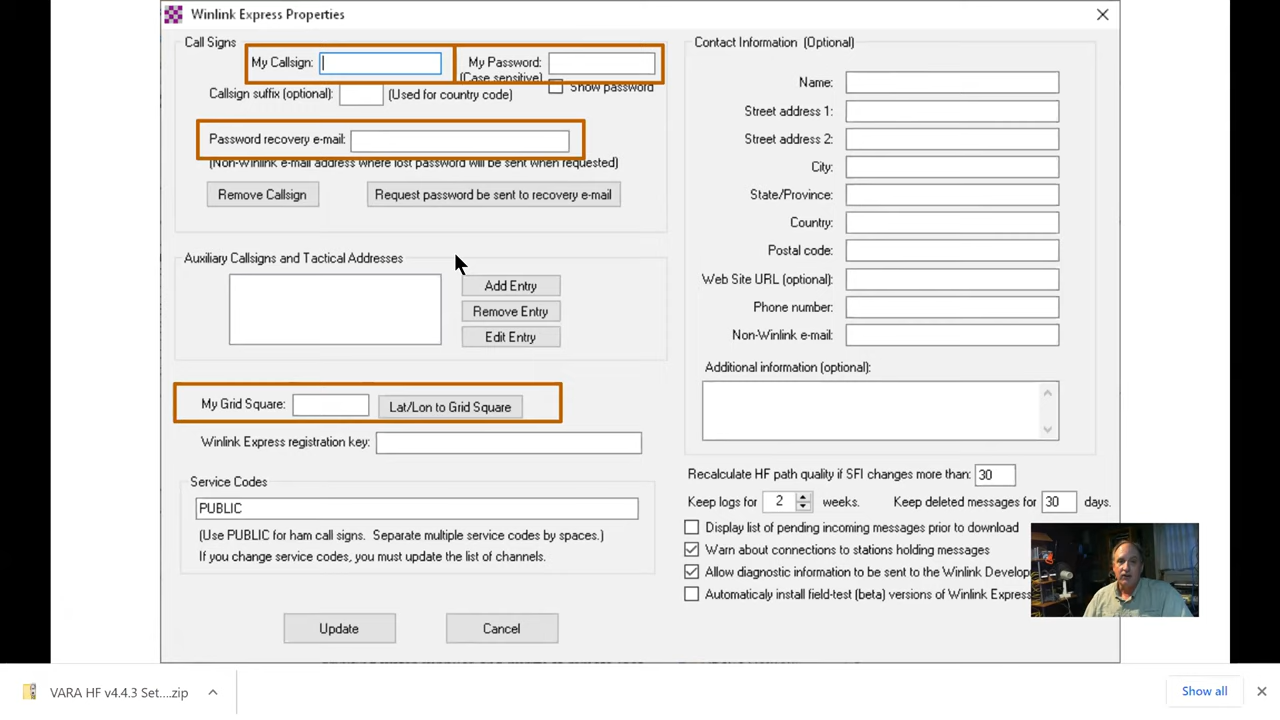 Winlink Express Properties
Call Signs
My Callsign:
My Password:
(Case sensitive)
Show password
Callsign suffix (optional):
(Used for country code)
Password recovery e-mail:
(Non-Winlink e-mail address where lost password will be sent when requested)
Remove Callsign
Request password be sent to recovery e-mail
Auxiliary Callsigns and Tactical Addresses
Add Entry
Remove Entry
Edit Entry
My Grid Square:
Lat/Lon to Grid Square
Winlink Express registration key:
Service Codes
PUBLIC
(Use PUBLIC for ham call signs. Separate multiple service codes by spaces.)
If you change service codes, you must update the list of channels.
Update
Cancel
Contact Information (Optional)
Name:
Street address 1:
Street address 2:
City:
State/Province:
Country:
Postal code:
Web Site URL (optional):
Phone number:
Non-Winlink e-mail:
Additional information (optional):
Recalculate HF path quality if SFI changes more than: 30
Keep logs for 2 weeks. Keep deleted messages for 30 days.
Display list of pending incoming messages prior to download
Warn about connections to stations holding messages
Allow diagnostic information to be sent to the Winlink Develop
Automaticaly install field-test (beta) versions of Winlink Express
VARA HF v4.4.3 Set....zip
Show all